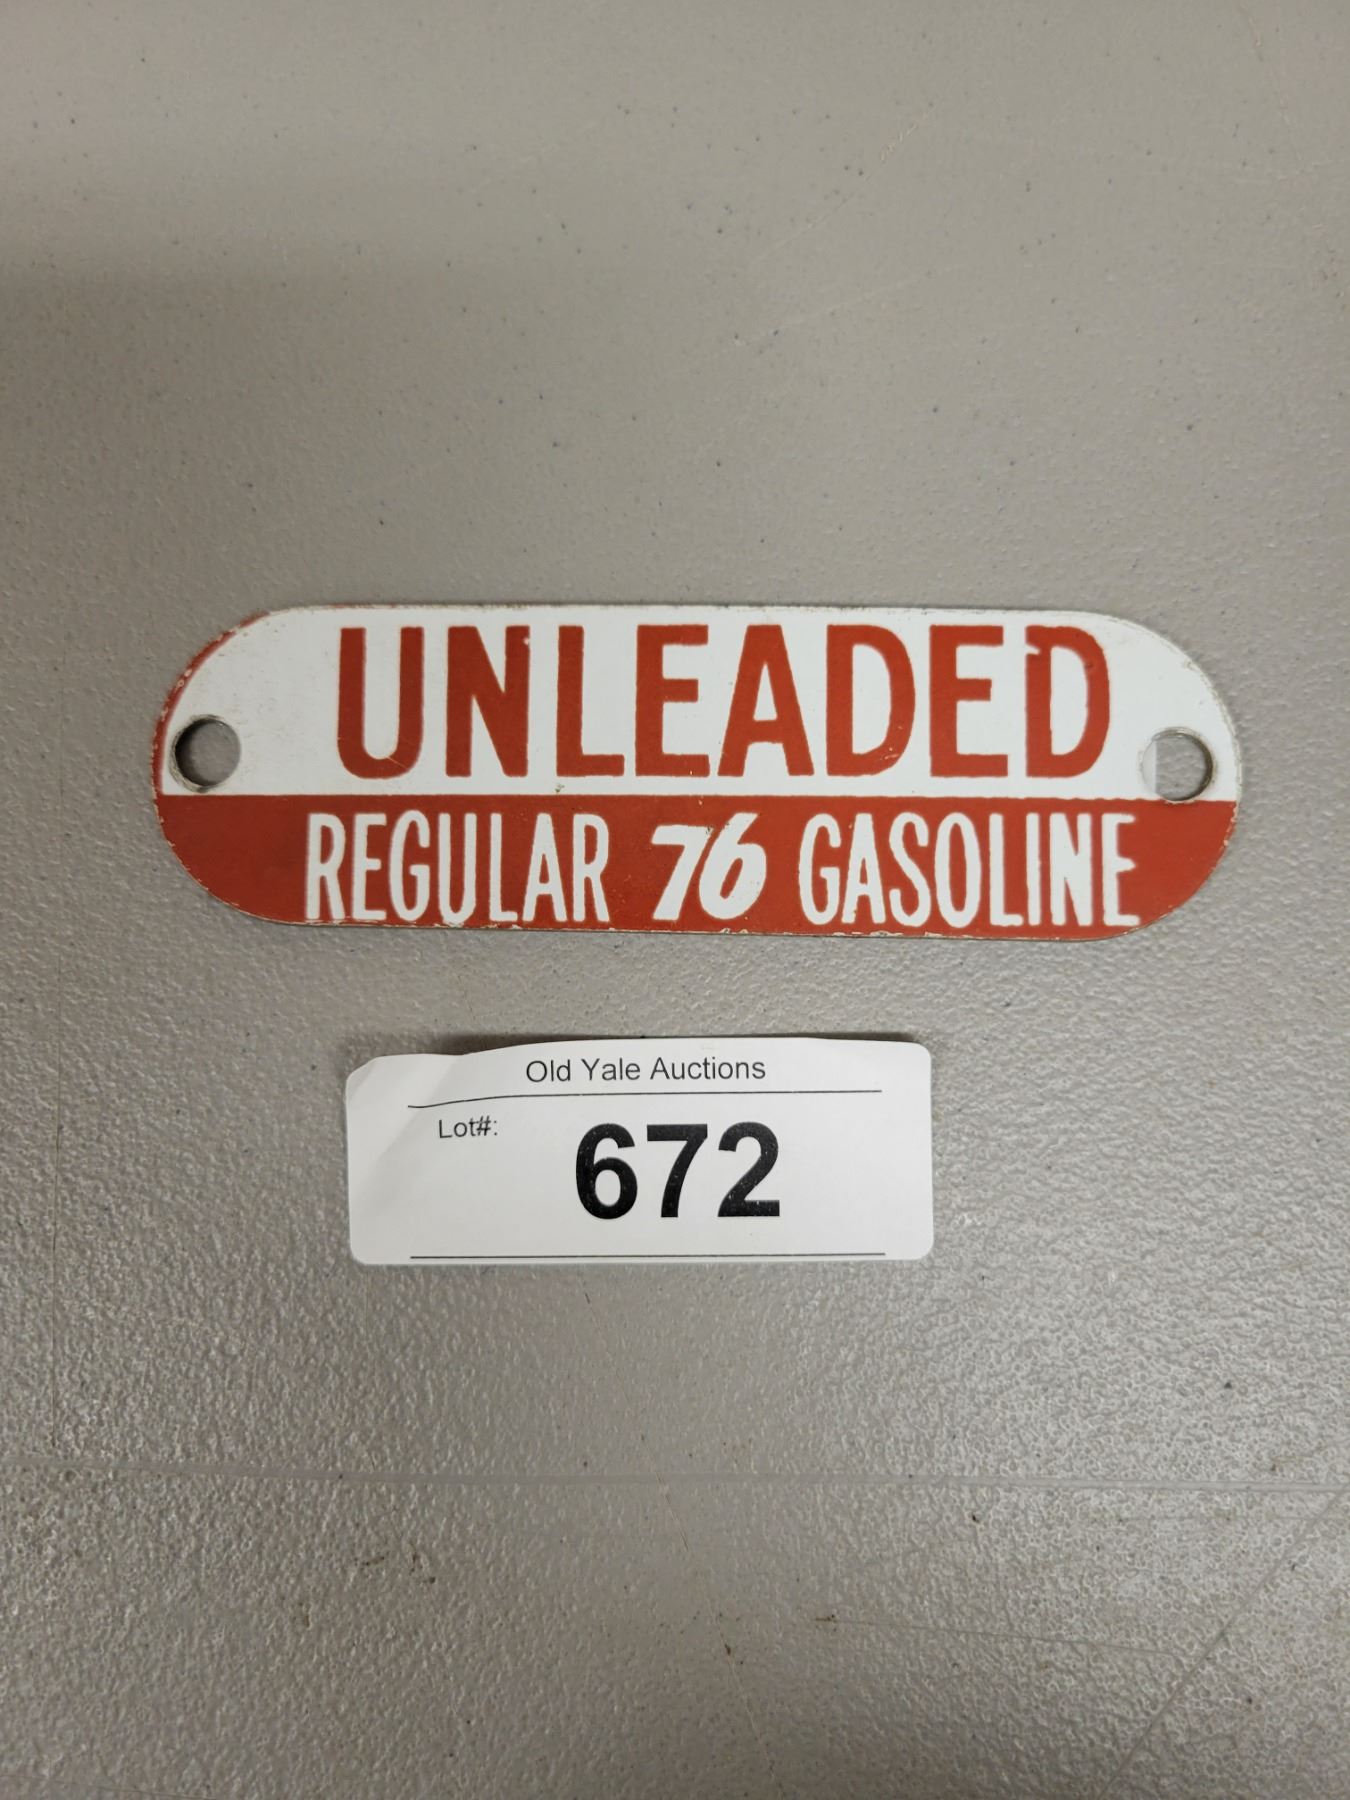 UNLEADED
REGULAR 76 GASOLINE
Old Yale Auctions
Lot#:
672